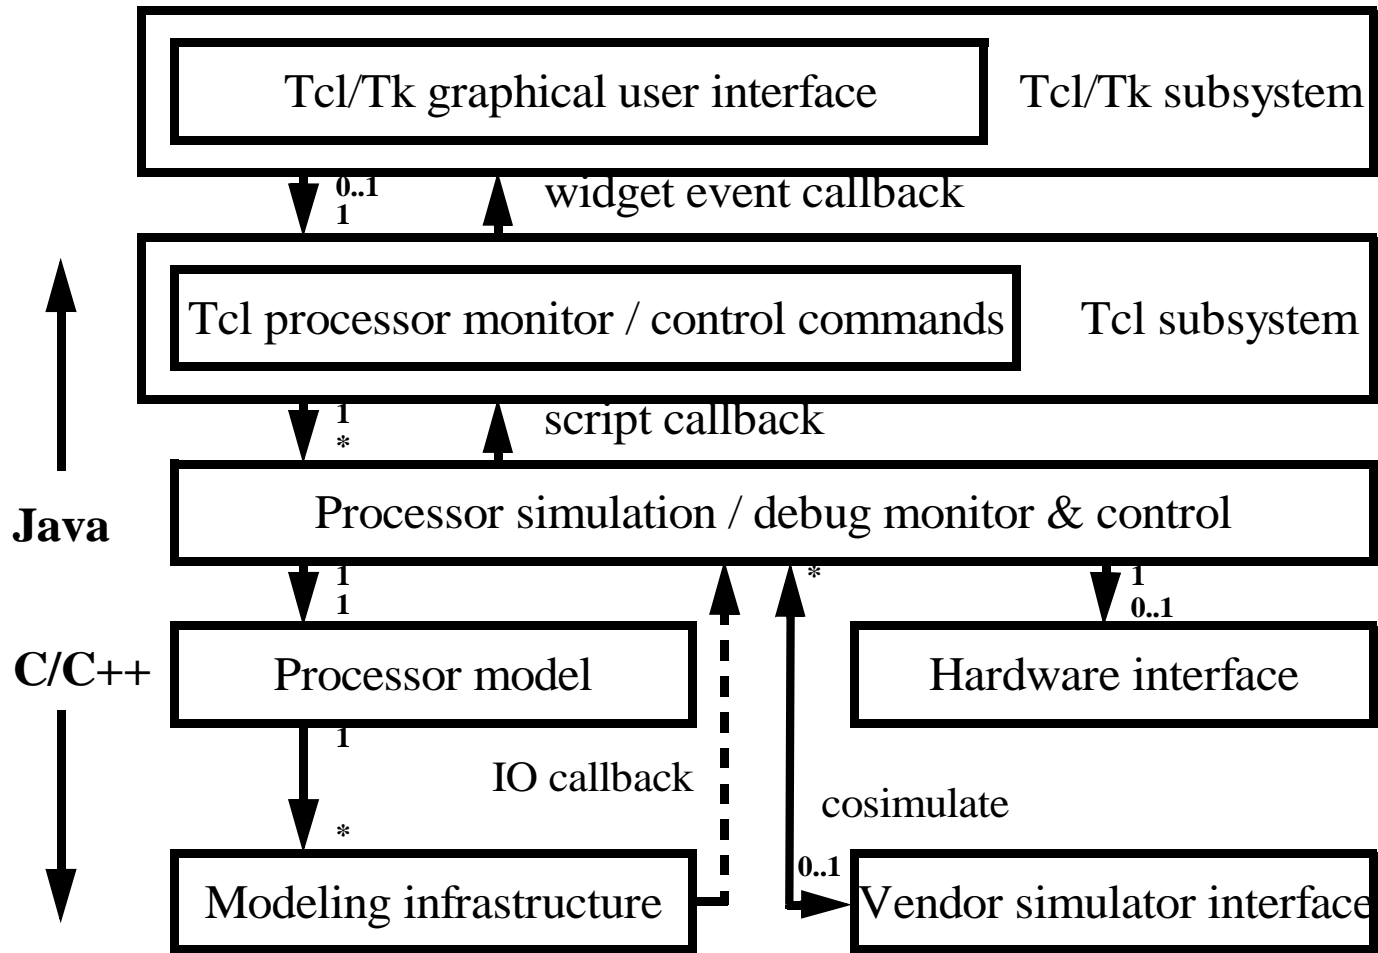 Tcl/Tk graphical user interface
Tcl/Tk subsystem
0..1
1
widget event callback
Tcl processor monitor / control commands
Tcl subsystem
1
*
script callback
Processor simulation / debug monitor & control
Java
1
1
*
1
0..1
C/C++
Processor model
Hardware interface
1
IO callback
cosimulate
*
0..1
Modeling infrastructure
Vendor simulator interface